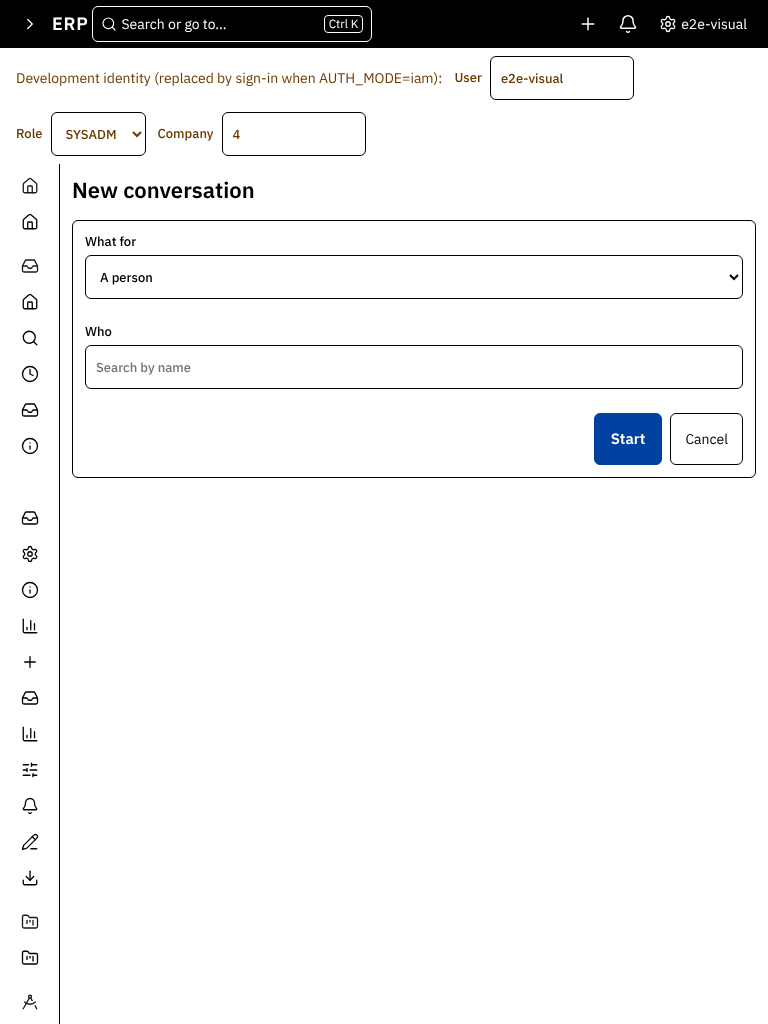 ERP Search or go to... Ctrl K e2e-visual
Development identity (replaced by sign-in when AUTH_MODE=iam): User e2e-visual
Role SYSADM Company 4
New conversation
What for
A person
Who
Search by name
Start Cancel